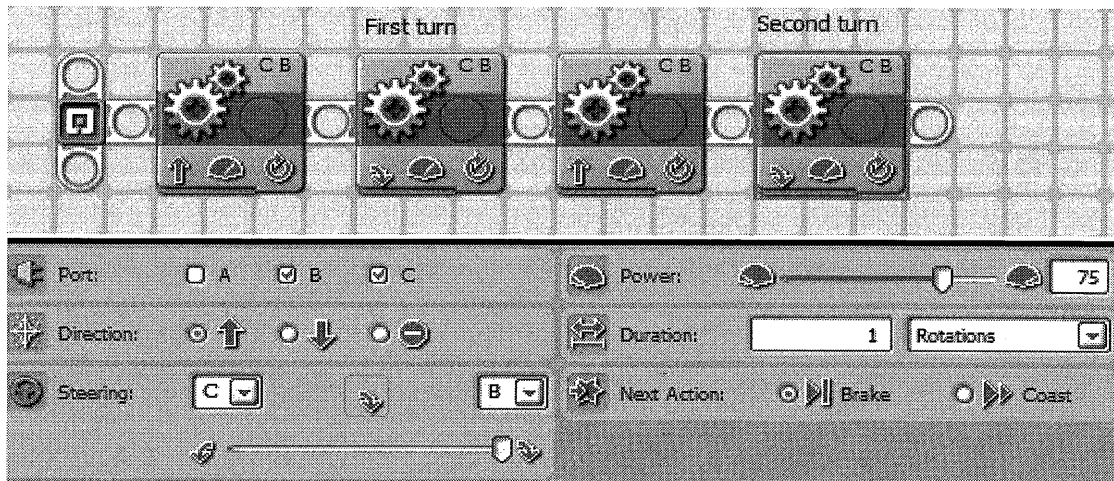 First turn Second turn
C B C B C B C B
Port: A B C Power: 75
Direction: Duration: 1 Rotations
Steering: C B Next Action: Brake Coast